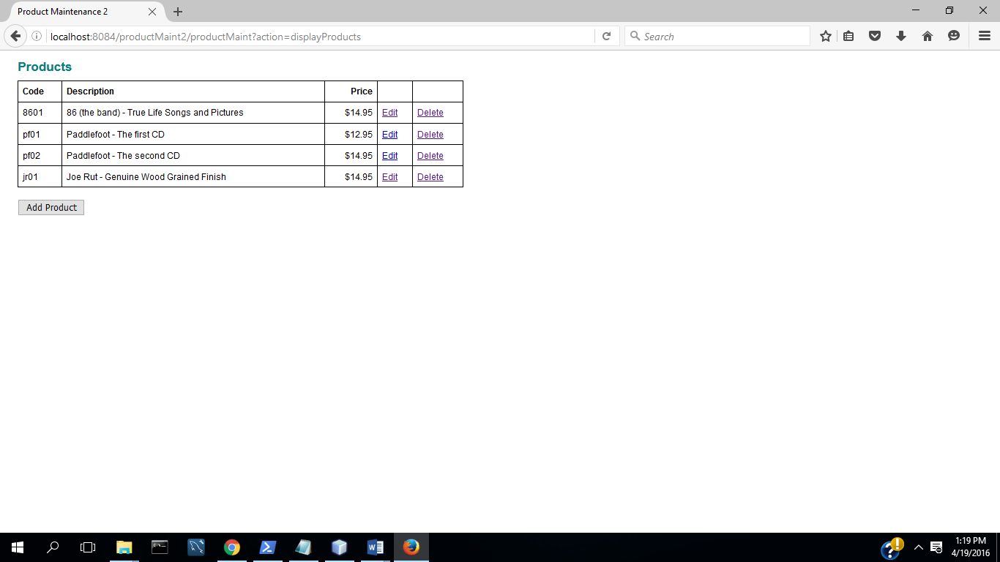 Product Maintenance 2
localhost:8084/productMaint2/productMaint?action=displayProducts
Search
Products
Code Description Price
8601 86 (the band) - True Life Songs and Pictures $14.95 Edit Delete
pf01 Paddlefoot - The first CD $12.95 Edit Delete
pf02 Paddlefoot - The second CD $14.95 Edit Delete
jr01 Joe Rut - Genuine Wood Grained Finish $14.95 Edit Delete
Add Product
1:19 PM
4/19/2016